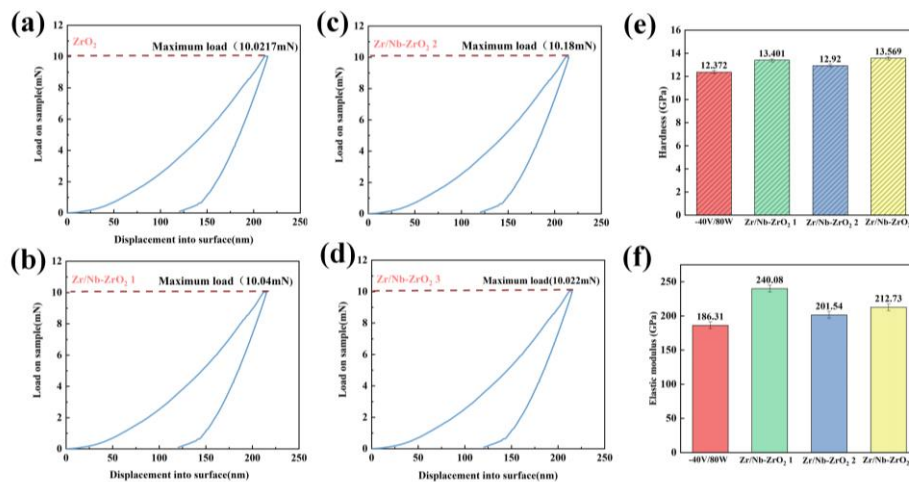 (a)
ZrO₂
Maximum load（10.0217mN）
Load on sample(mN)
12
10
8
6
4
2
0
0 50 100 150 200 250
Displacement into surface(nm)
(c)
Zr/Nb-ZrO₂ 2
Maximum load（10.18mN）
Load on sample(mN)
12
10
8
6
4
2
0
0 50 100 150 200 250
Displacement into surface(nm)
(e)
Hardness (GPa)
16
14
12
10
8
6
4
2
0
12.372
13.401
12.92
13.569
-40V/80W Zr/Nb-ZrO₂ 1 Zr/Nb-ZrO₂ 2 Zr/Nb-ZrO₂
(b)
Zr/Nb-ZrO₂ 1
Maximum load（10.04mN）
Load on sample(mN)
12
10
8
6
4
2
0
0 50 100 150 200 250
Displacement into surface(nm)
(d)
Zr/Nb-ZrO₂ 3
Maximum load(10.022mN)
Load on sample(mN)
12
10
8
6
4
2
0
0 50 100 150 200 250
Displacement into surface(nm)
(f)
Elastic modulus (GPa)
250
200
150
100
50
0
186.31
240.08
201.54
212.73
-40V/80W Zr/Nb-ZrO₂ 1 Zr/Nb-ZrO₂ 2 Zr/Nb-ZrO₂